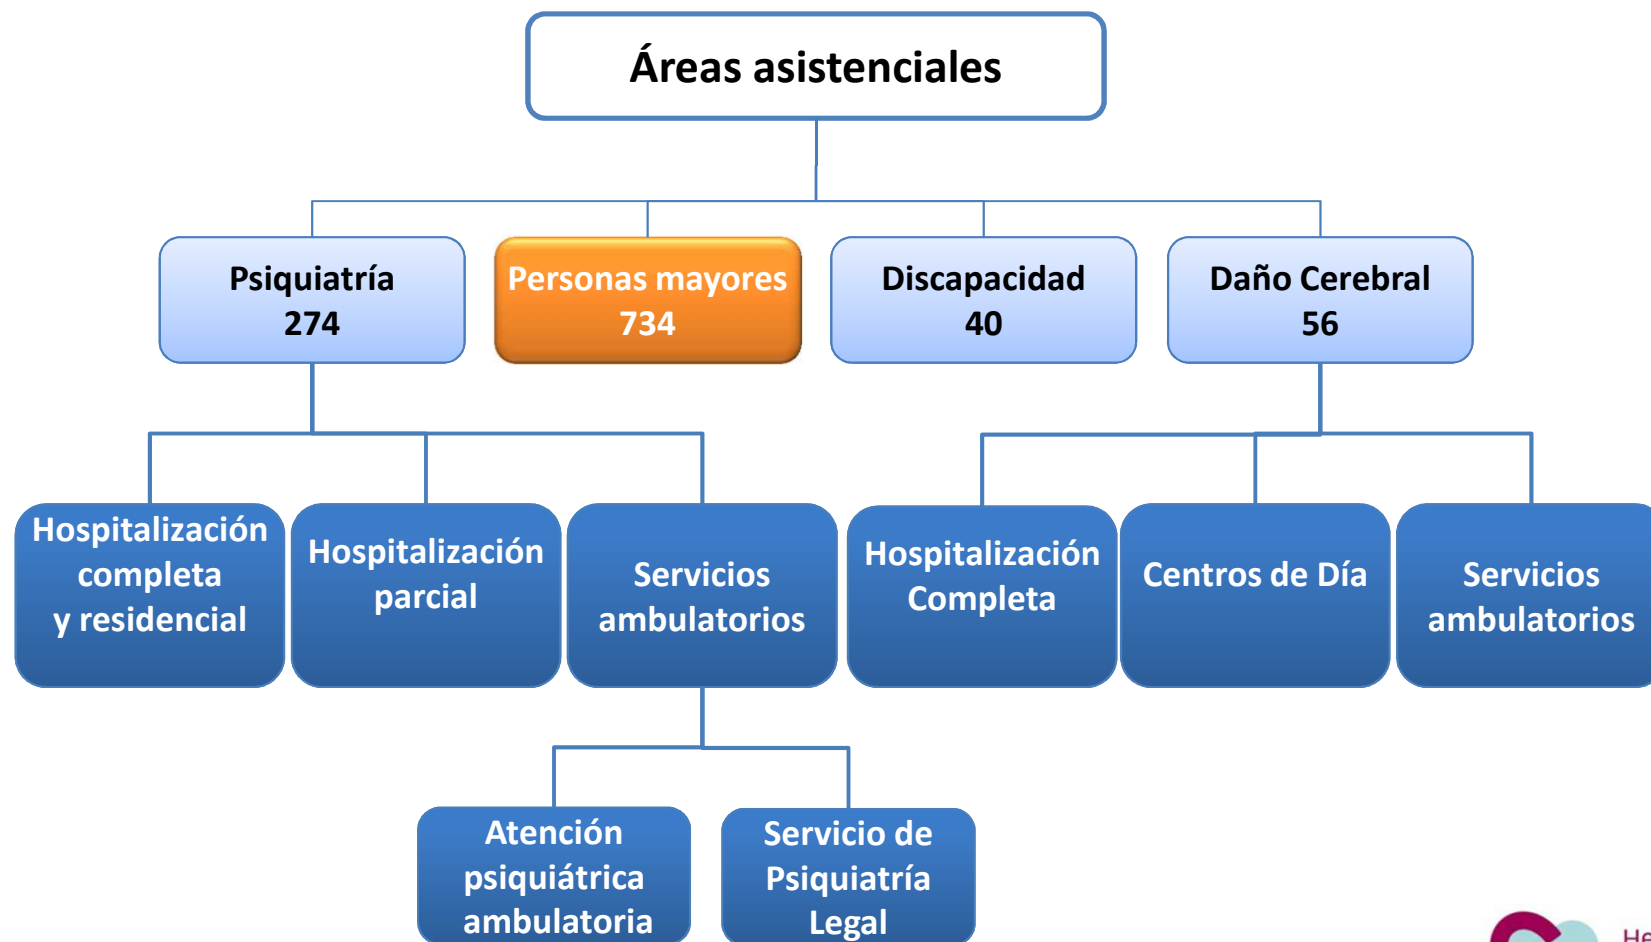 Áreas asistenciales
Psiquiatría
274
Personas mayores
734
Discapacidad
40
Daño Cerebral
56
Hospitalización
completa
y residencial
Hospitalización
parcial
Servicios
ambulatorios
Hospitalización
Completa
Centros de Día
Servicios
ambulatorios
Atención
psiquiátrica
ambulatoria
Servicio de
Psiquiatría
Legal